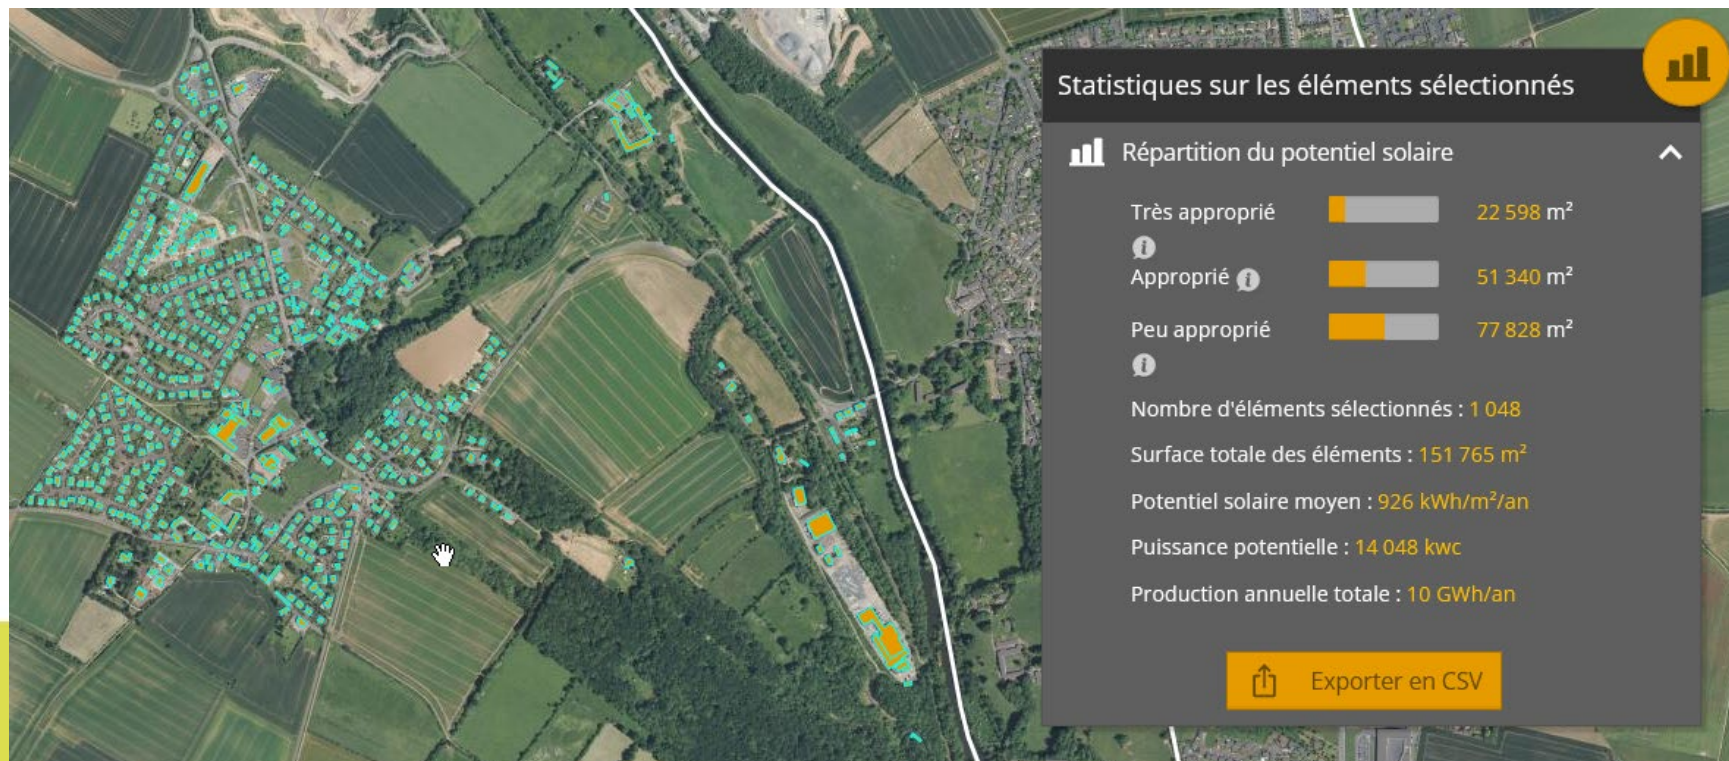 Statistiques sur les éléments sélectionnés
Répartition du potentiel solaire
Très approprié 22 598 m²
Approprié 51 340 m²
Peu approprié 77 828 m²
Nombre d'éléments sélectionnés : 1 048
Surface totale des éléments : 151 765 m²
Potentiel solaire moyen : 926 kWh/m²/an
Puissance potentielle : 14 048 kwc
Production annuelle totale : 10 GWh/an
Exporter en CSV